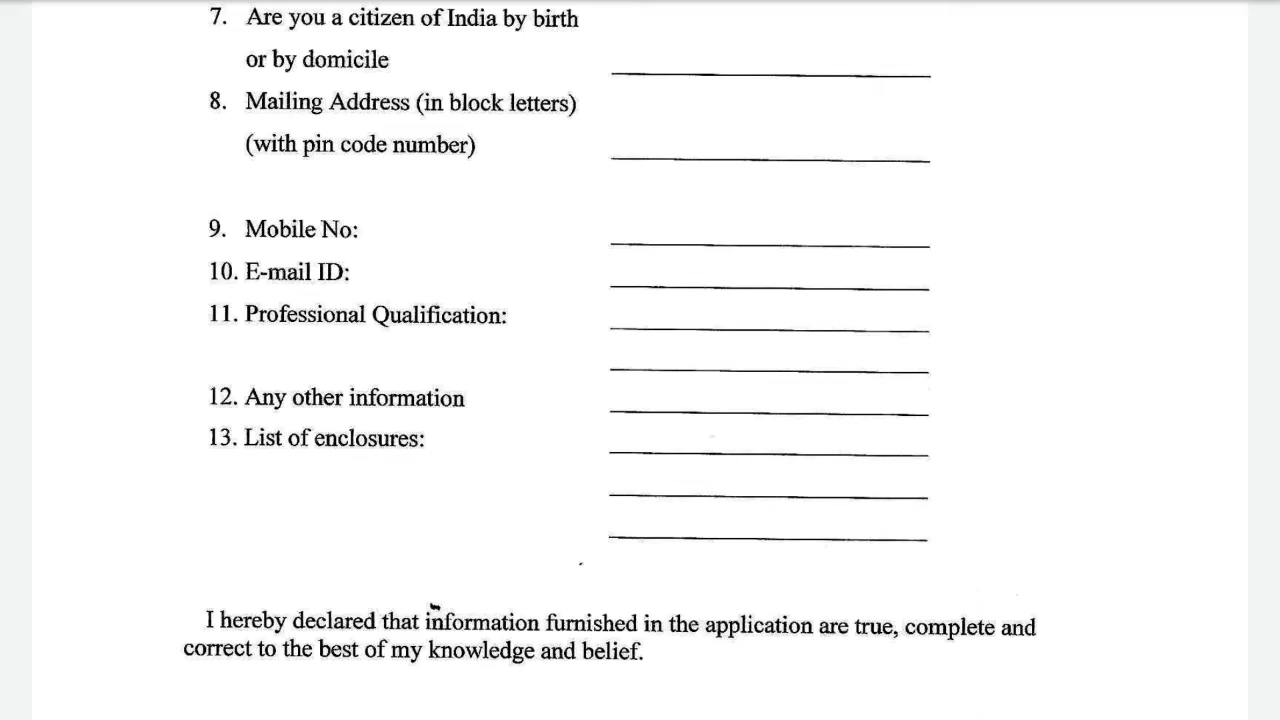 7. Are you a citizen of India by birth
or by domicile
8. Mailing Address (in block letters)
(with pin code number)
9. Mobile No:
10. E-mail ID:
11. Professional Qualification:
12. Any other information
13. List of enclosures:
I hereby declared that information furnished in the application are true, complete and
correct to the best of my knowledge and belief.